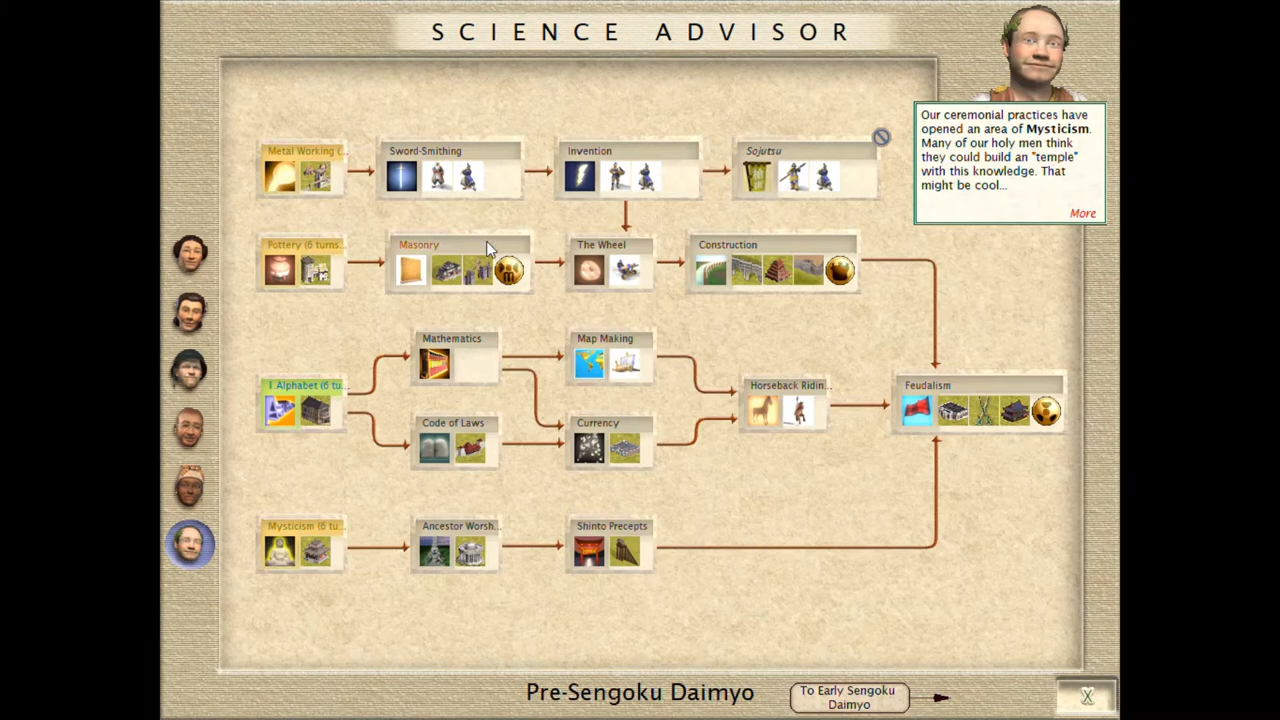 SCIENCE ADVISOR
Our ceremonial practices have
opened an area of Mysticism.
Many of our holy men think
they could build an "temple"
with this knowledge. That
might be cool...
More
Metal Working (...
Sword-Smithing
Invention
Sojutsu
Pottery (6 turns...
Masonry
The Wheel
Construction
Mathematics
Map Making
1 Alphabet (6 tu...
Horseback Ridin...
Feudalism
Code of Laws
Currency
Mysticism (6 tu...
Ancestor Worsh...
Shinto Precepts
Pre-Sengoku Daimyo
To Early Sengoku
Daimyo
X